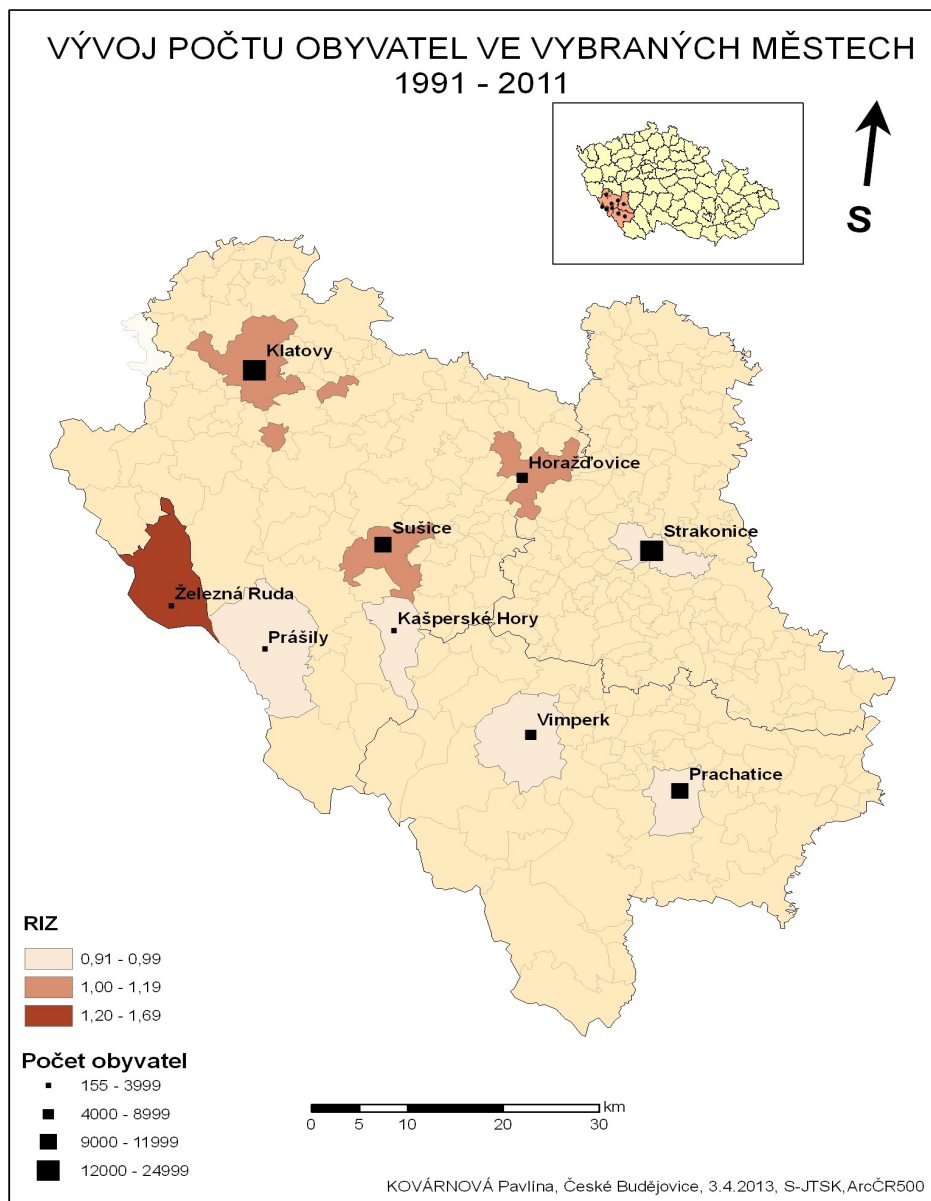 VÝVOJ POČTU OBYVATEL VE VYBRANÝCH MĚSTECH
1991 - 2011
S
Klatovy
Horažďovice
Sušice
Strakonice
Železná Ruda
Kašperské Hory
Prášily
Vimperk
Prachatice
RIZ
0,91 - 0,99
1,00 - 1,19
1,20 - 1,69
Počet obyvatel
155 - 3999
4000 - 8999
9000 - 11999
12000 - 24999
km
0 5 10 20 30
KOVÁRNOVÁ Pavlína, České Budějovice, 3.4.2013, S-JTSK,ArcČR500